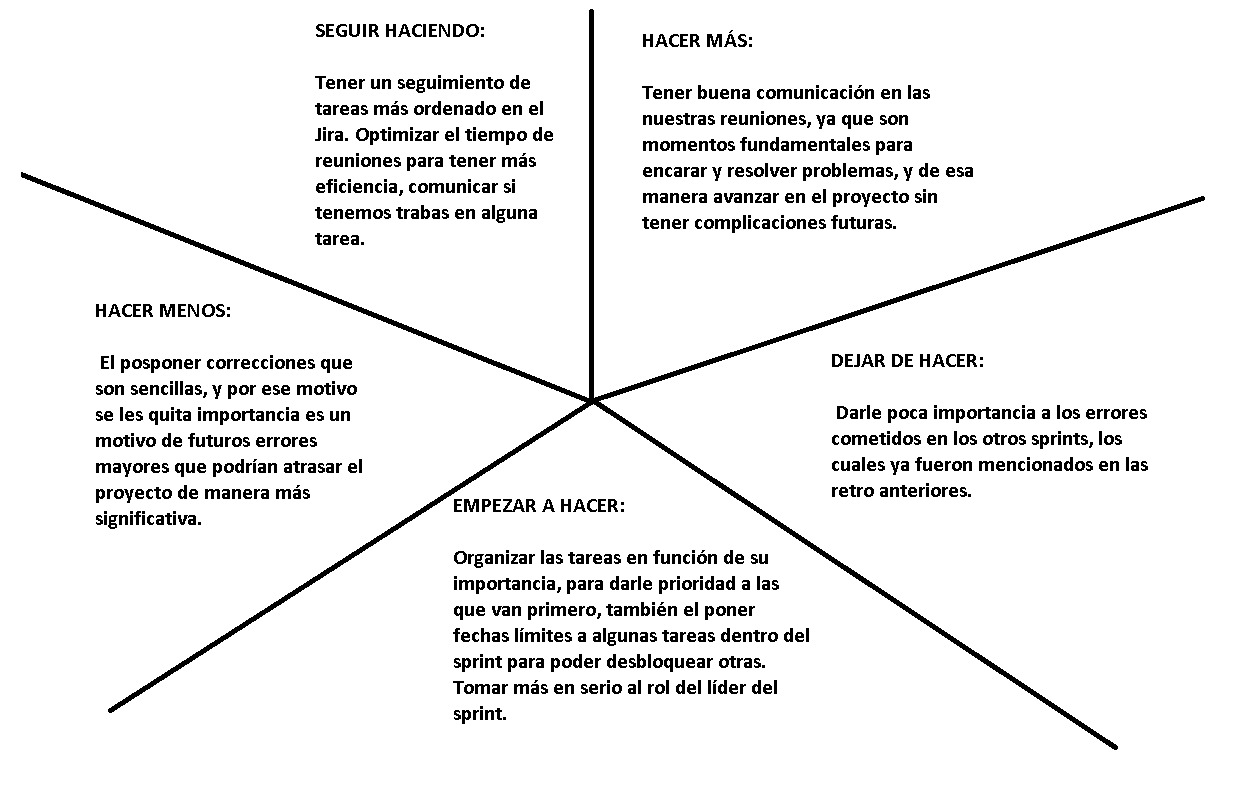 SEGUIR HACIENDO:
Tener un seguimiento de
tareas más ordenado en el
Jira. Optimizar el tiempo de
reuniones para tener más
eficiencia, comunicar si
tenemos trabas en alguna
tarea.
HACER MÁS:
Tener buena comunicación en las
nuestras reuniones, ya que son
momentos fundamentales para
encarar y resolver problemas, y de esa
manera avanzar en el proyecto sin
tener complicaciones futuras.
HACER MENOS:
El posponer correcciones que
son sencillas, y por ese motivo
se les quita importancia es un
motivo de futuros errores
mayores que podrían atrasar el
proyecto de manera más
significativa.
DEJAR DE HACER:
Darle poca importancia a los errores
cometidos en los otros sprints, los
cuales ya fueron mencionados en las
retro anteriores.
EMPEZAR A HACER:
Organizar las tareas en función de su
importancia, para darle prioridad a las
que van primero, también el poner
fechas límites a algunas tareas dentro del
sprint para poder desbloquear otras.
Tomar más en serio al rol del líder del
sprint.